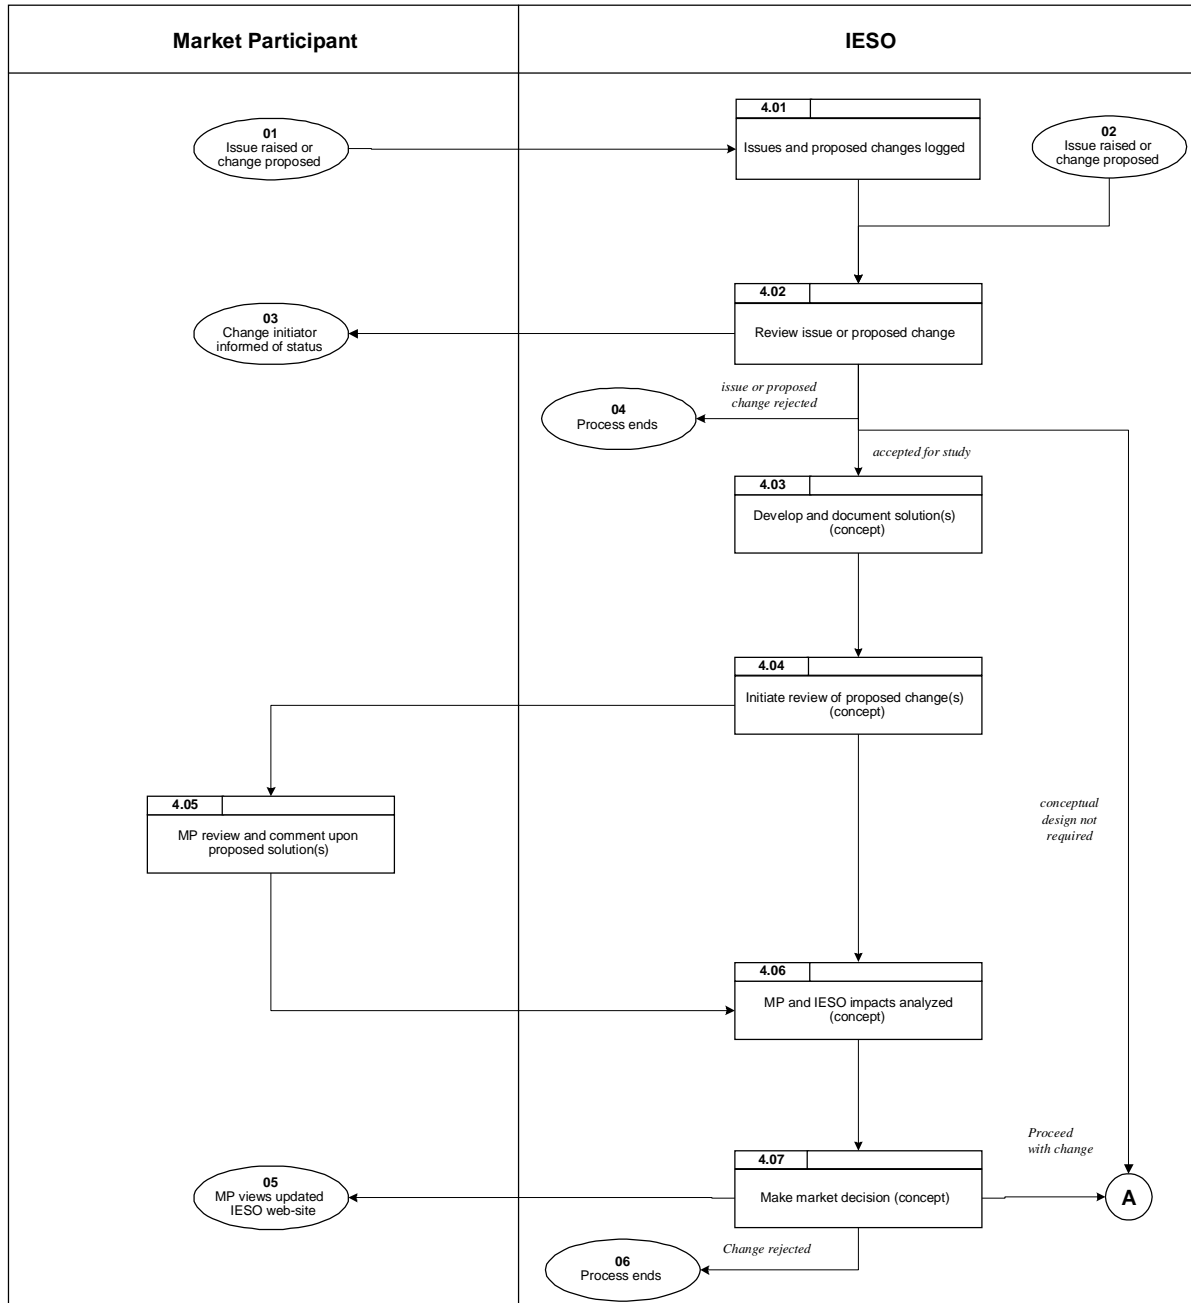 Market Participant
IESO
01
Issue raised or
change proposed
4.01
Issues and proposed changes logged
02
Issue raised or
change proposed
4.02
Review issue or proposed change
03
Change initiator
informed of status
issue or proposed
change rejected
04
Process ends
accepted for study
4.03
Develop and document solution(s)
(concept)
4.04
Initiate review of proposed change(s)
(concept)
4.05
MP review and comment upon
proposed solution(s)
conceptual
design not
required
4.06
MP and IESO impacts analyzed
(concept)
Proceed
with change
4.07
Make market decision (concept)
A
05
MP views updated
IESO web-site
Change rejected
06
Process ends